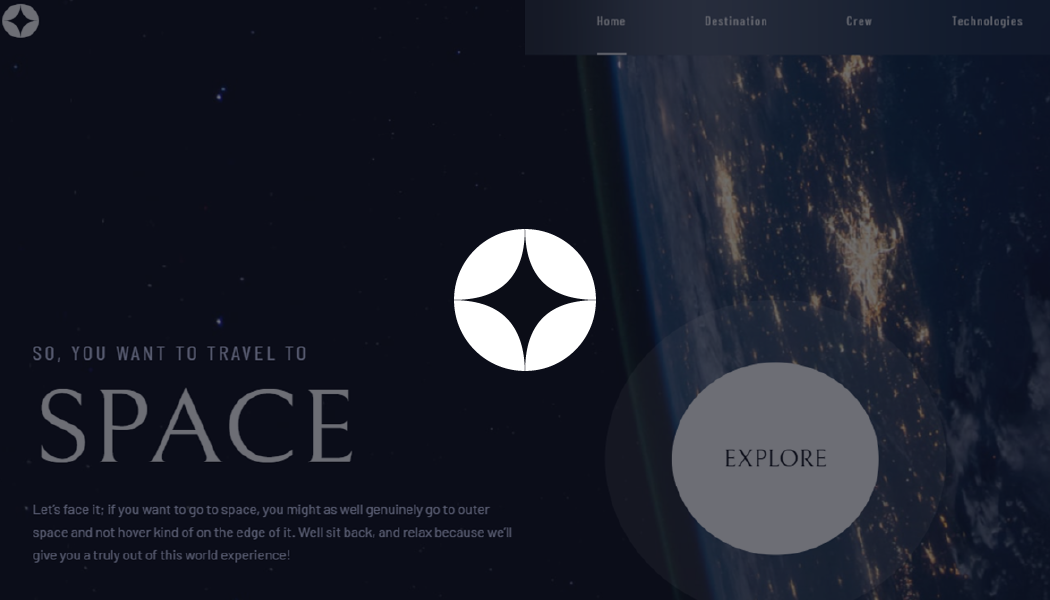 Home
Destination
Crew
Technologies
SO, YOU WANT TO TRAVEL TO
SPACE
EXPLORE
Let's face it; if you want to go to space, you might as well genuinely go to outer
space and not hover kind of on the edge of it. Well sit back, and relax because we'll
give you a truly out of this world experience!